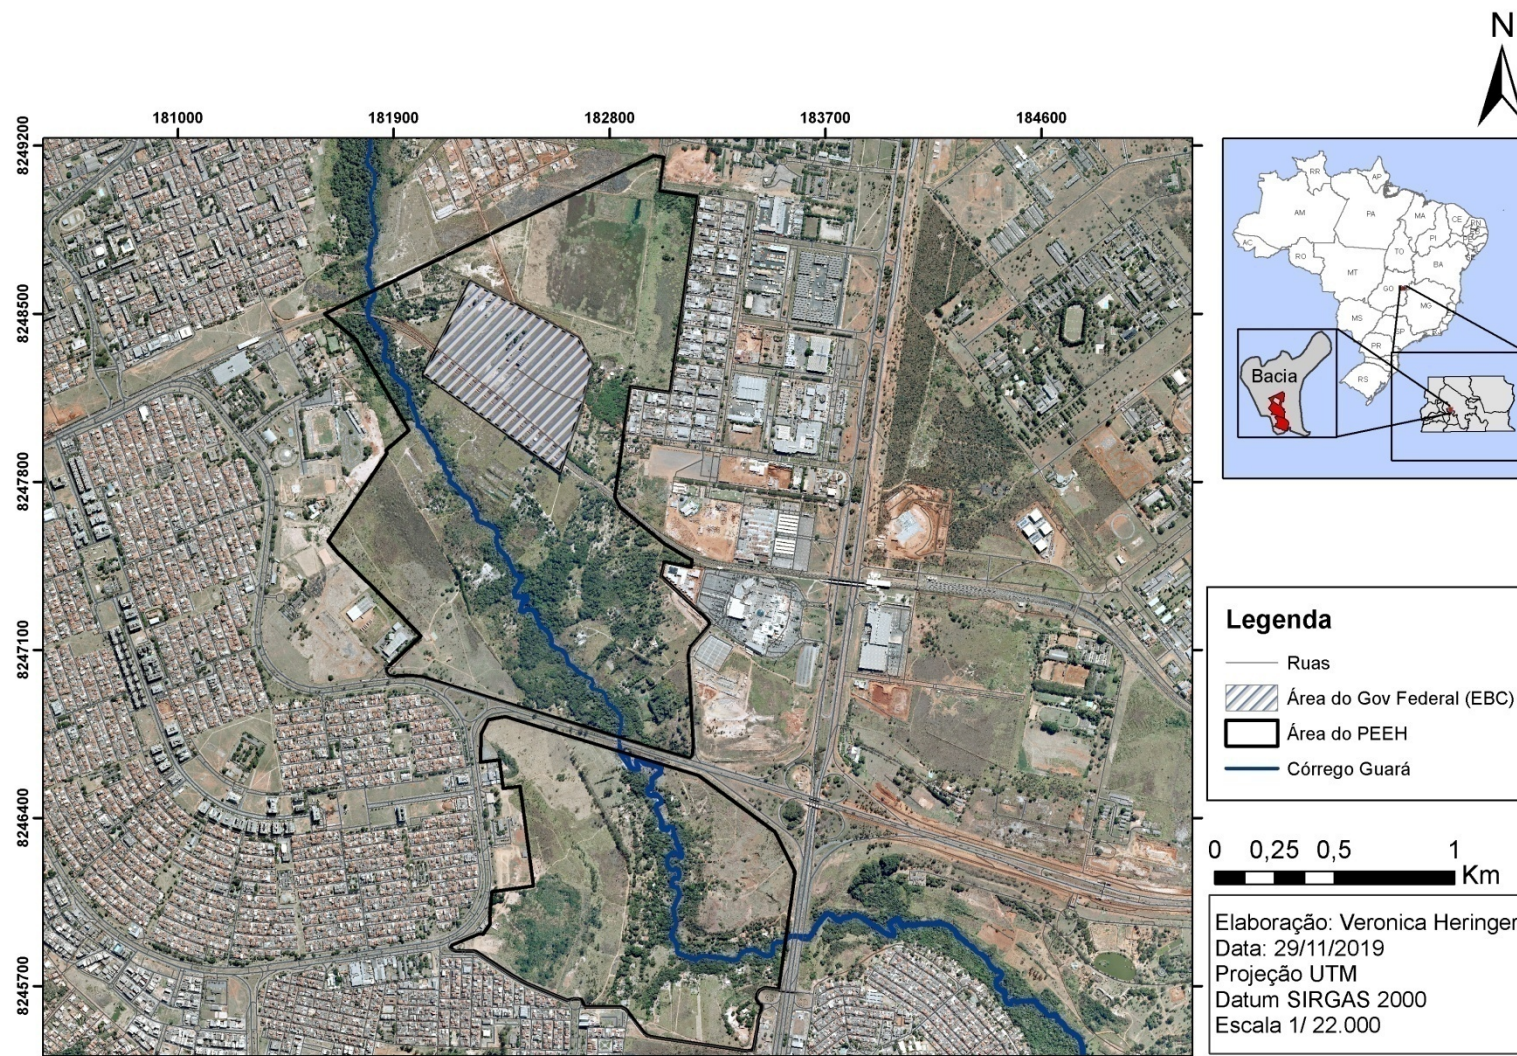 N
181000 181900 182800 183700 184600
8249200
8248500
8247800
8247100
8246400
8245700
RR AP
AM PA MA CE RN
AC RO TO PI
MT BA
GO
MS MG
SP
PR
RS
Bacia
Legenda
Ruas
Área do Gov Federal (EBC)
Área do PEEH
Córrego Guará
0 0,25 0,5 1
Km
Elaboração: Veronica Heringer
Data: 29/11/2019
Projeção UTM
Datum SIRGAS 2000
Escala 1/ 22.000